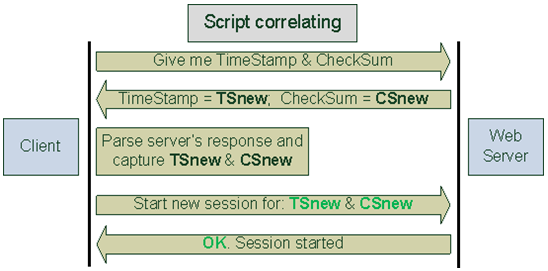 Script correlating
Give me TimeStamp & CheckSum
TimeStamp = TSnew; CheckSum = CSnew
Client
Parse server's response and
capture TSnew & CSnew
Web
Server
Start new session for: TSnew & CSnew
OK. Session started